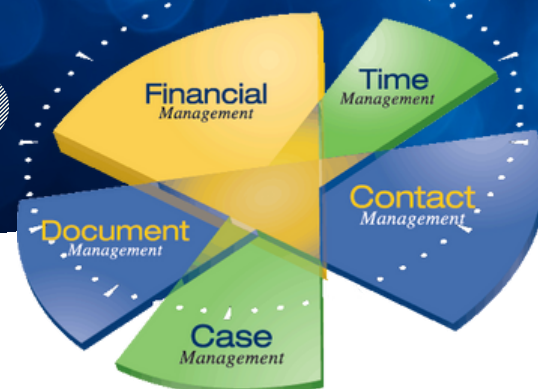 Financial
Management
Time
Management
Contact
Management
Document
Management
Case
Management